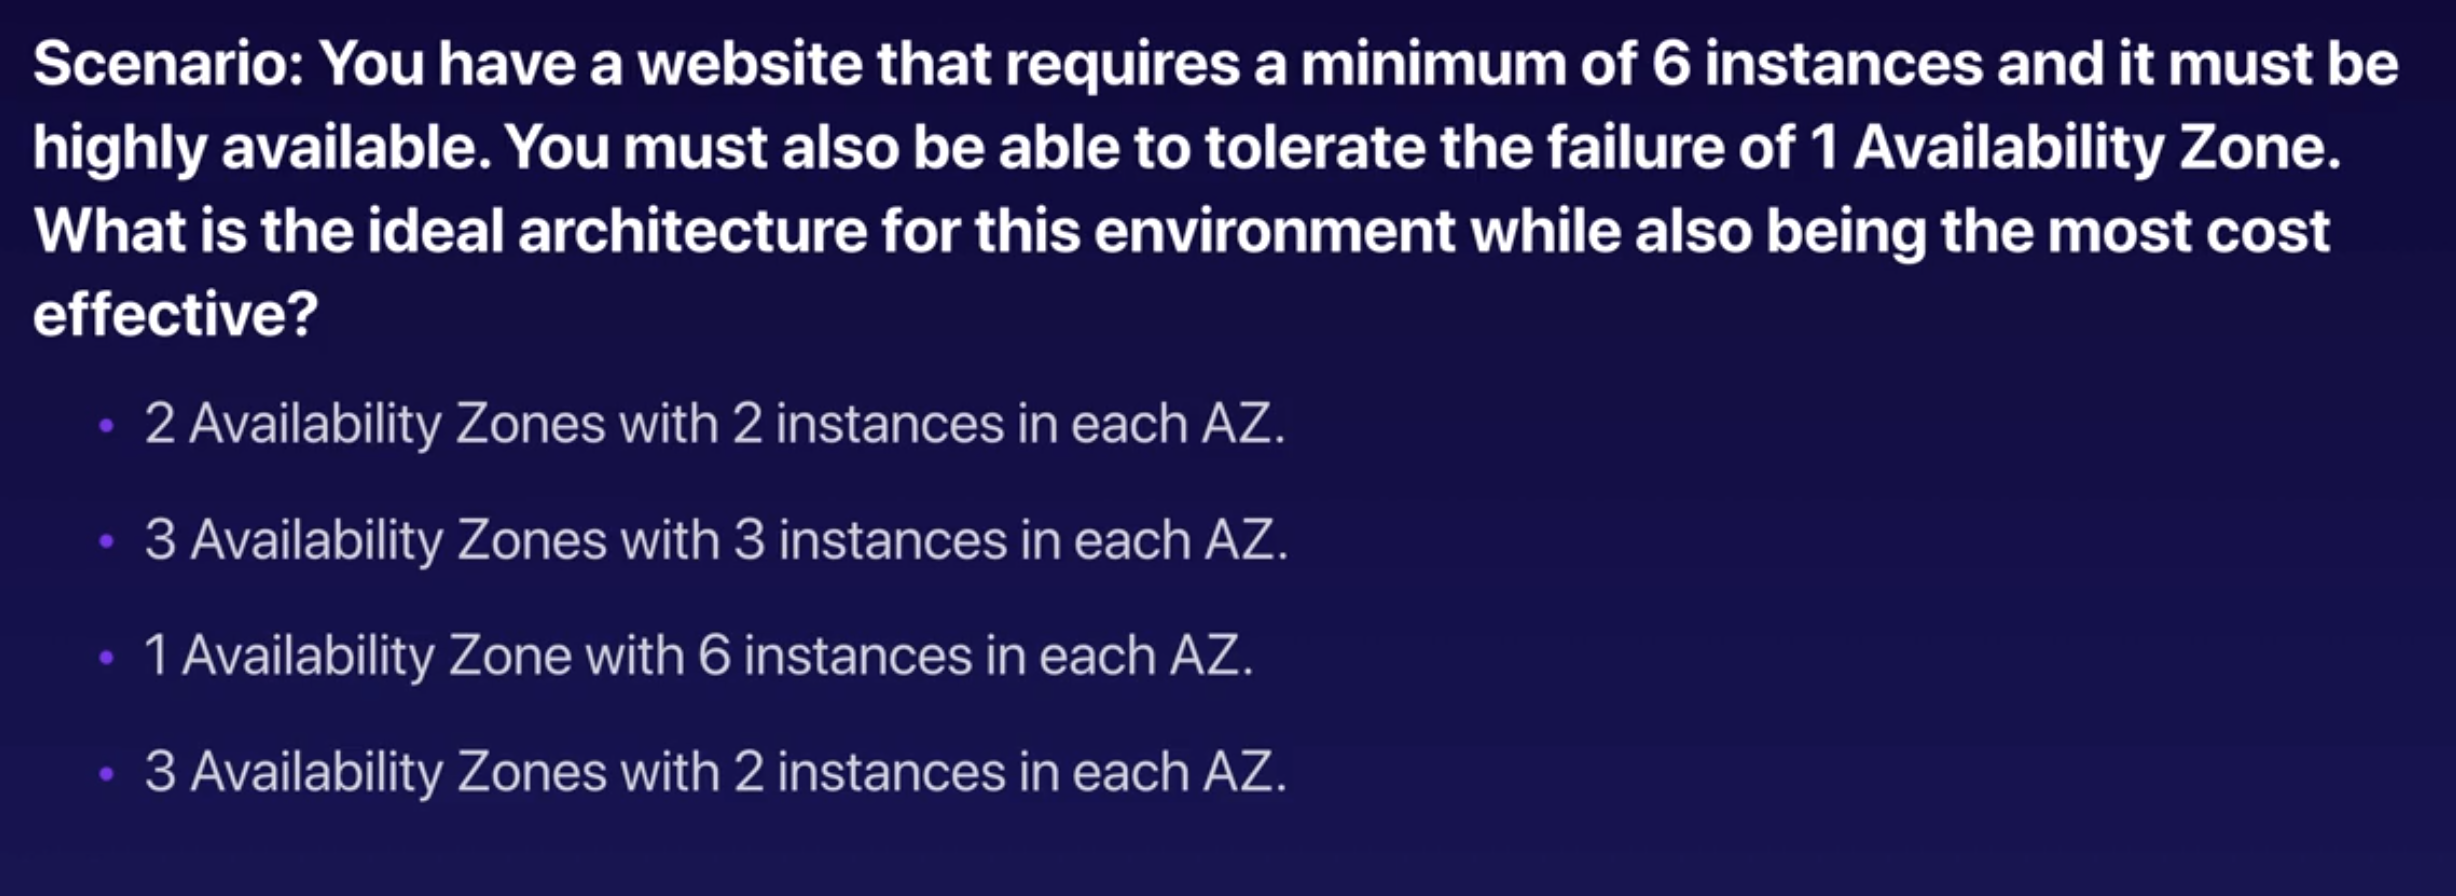 Scenario: You have a website that requires a minimum of 6 instances and it must be
highly available. You must also be able to tolerate the failure of 1 Availability Zone.
What is the ideal architecture for this environment while also being the most cost
effective?
• 2 Availability Zones with 2 instances in each AZ.
• 3 Availability Zones with 3 instances in each AZ.
• 1 Availability Zone with 6 instances in each AZ.
• 3 Availability Zones with 2 instances in each AZ.